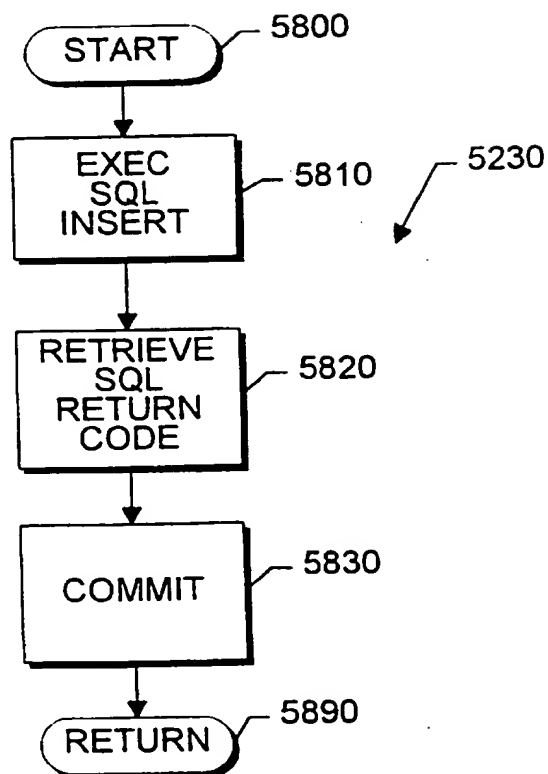 START
5800
EXEC
SQL
INSERT
5810
5230
RETRIEVE
SQL
RETURN
CODE
5820
COMMIT
5830
RETURN
5890